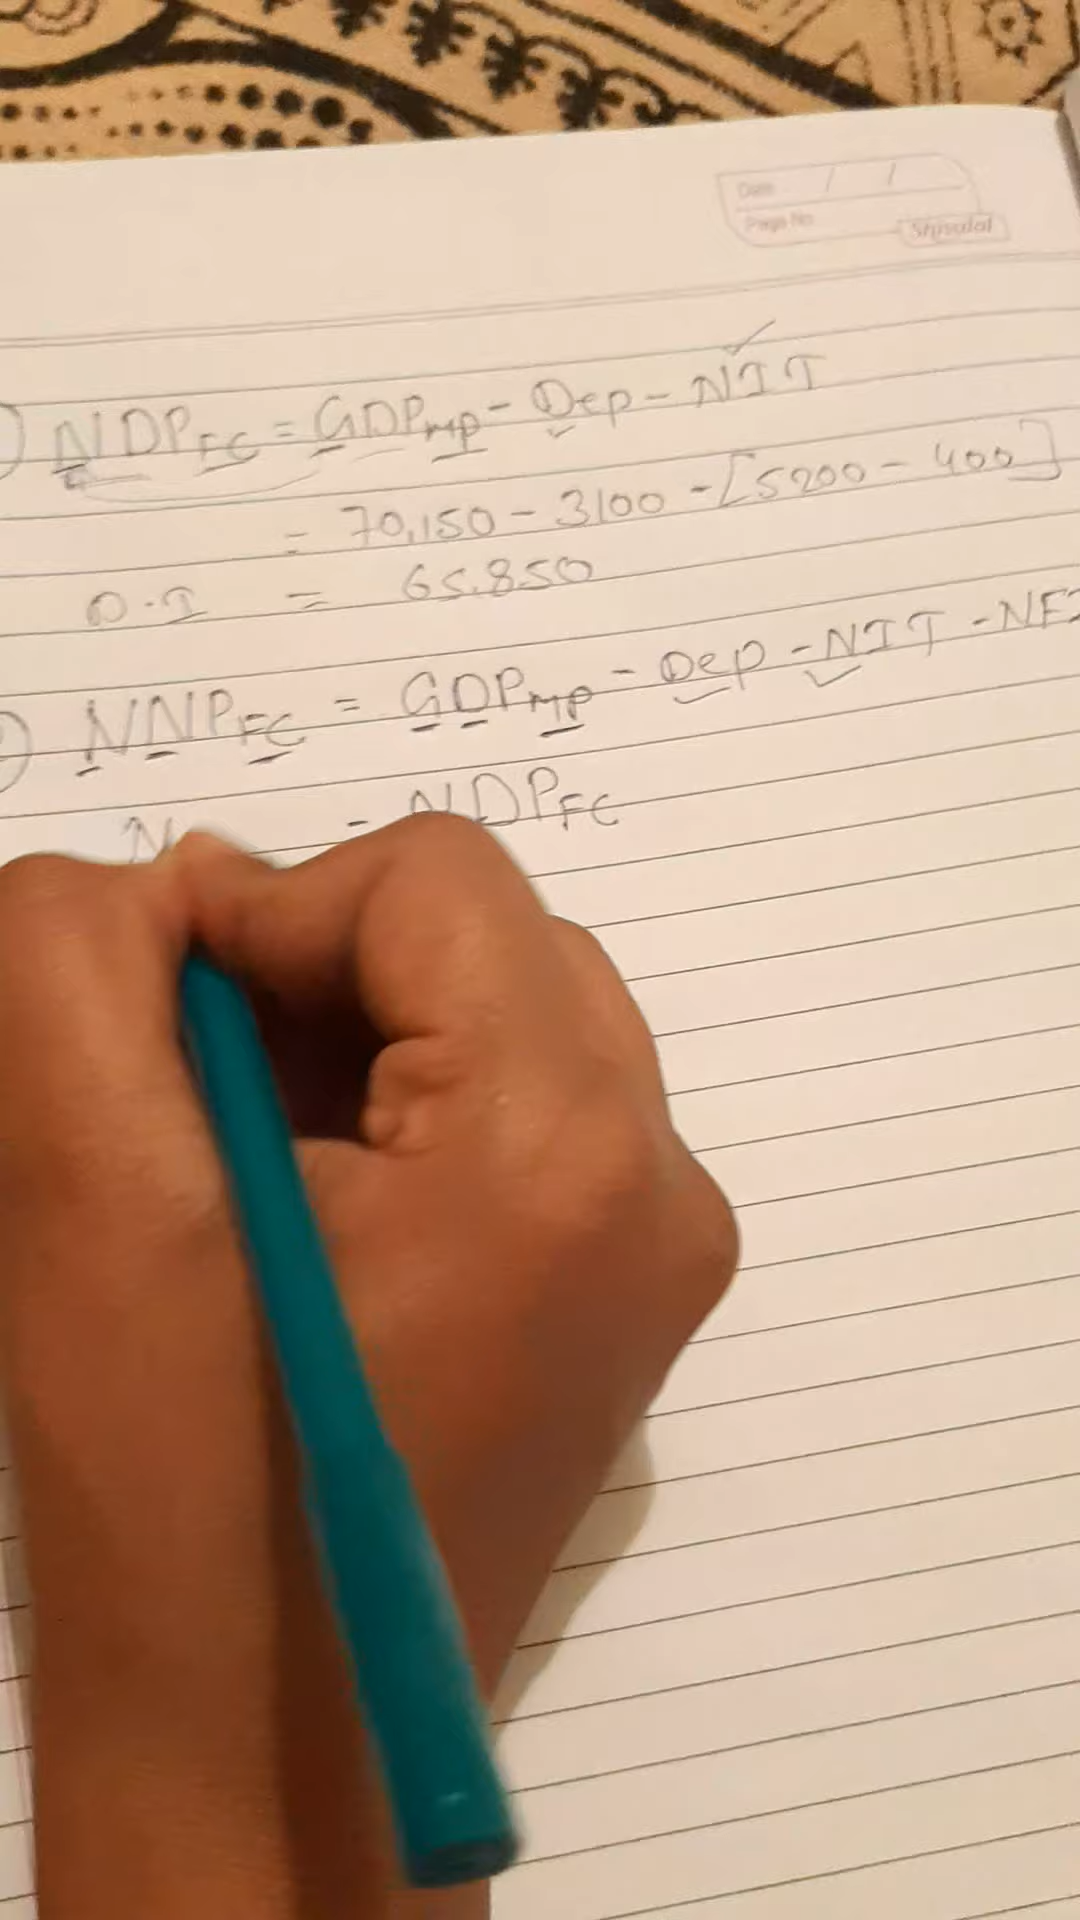 Date / /
Page No
Shivalal
NDPFC = GDPMP - Dep - NIT
= 70,150 - 3100 - [5200 - 400]
D.I = 65,850
NNPFC = GDPMP - Dep - NIT - NFI
N - NDPFC